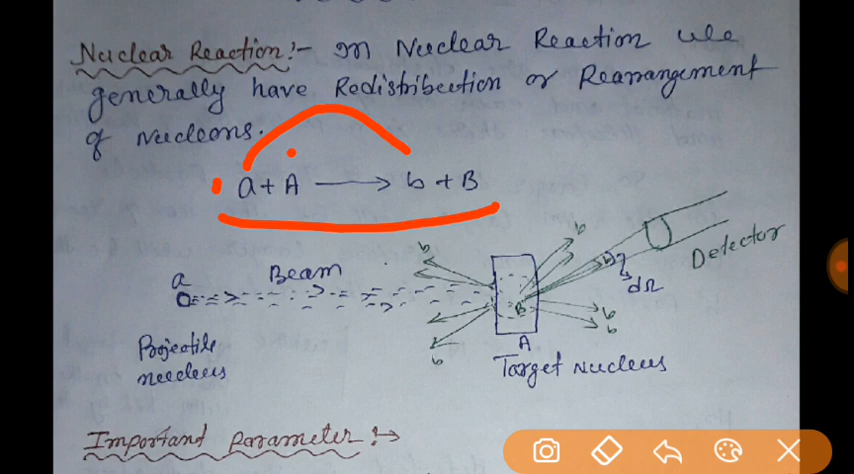 Nuclear Reaction:- In Nuclear Reaction we
generally have Redistribution or Rearrangement
of Nucleons.
a + A ⟶ b + B
a
Beam
b
b
b
b
b
b
B
dΩ
Detector
Projectile
nucleus
A
Target Nucleus
Important Parameter :→